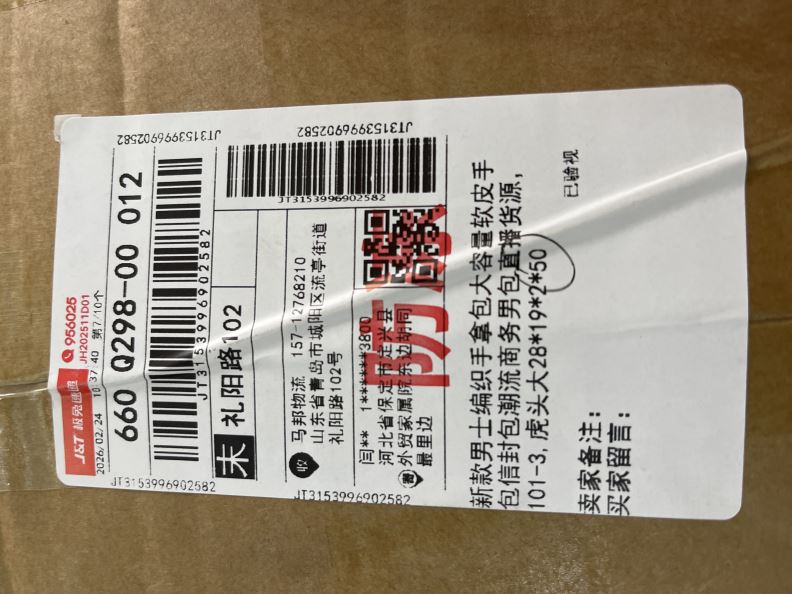 J&T 极兔速递
956025
JH202511D01
2026/02/24 10:37:40 第7/10个
660 Q298-00 012
JT3153996902582
JT3153996902582
JT3153996902582
末 礼阳路102
JT3153996902582
JT3153996902582
收 马邦物流 157-12768210
山东省青岛市城阳区流亭街道
礼阳路102号
闫** 1******3800
河北省保定市定兴县
寄 外贸家属院东边胡同
最里边
JT3153996902582
新款男士编织手拿包大容量软皮手
包信封包潮流商务男包直播货源,
101-3,虎头大28*19*2*50
已验视
卖家备注:
买家留言: